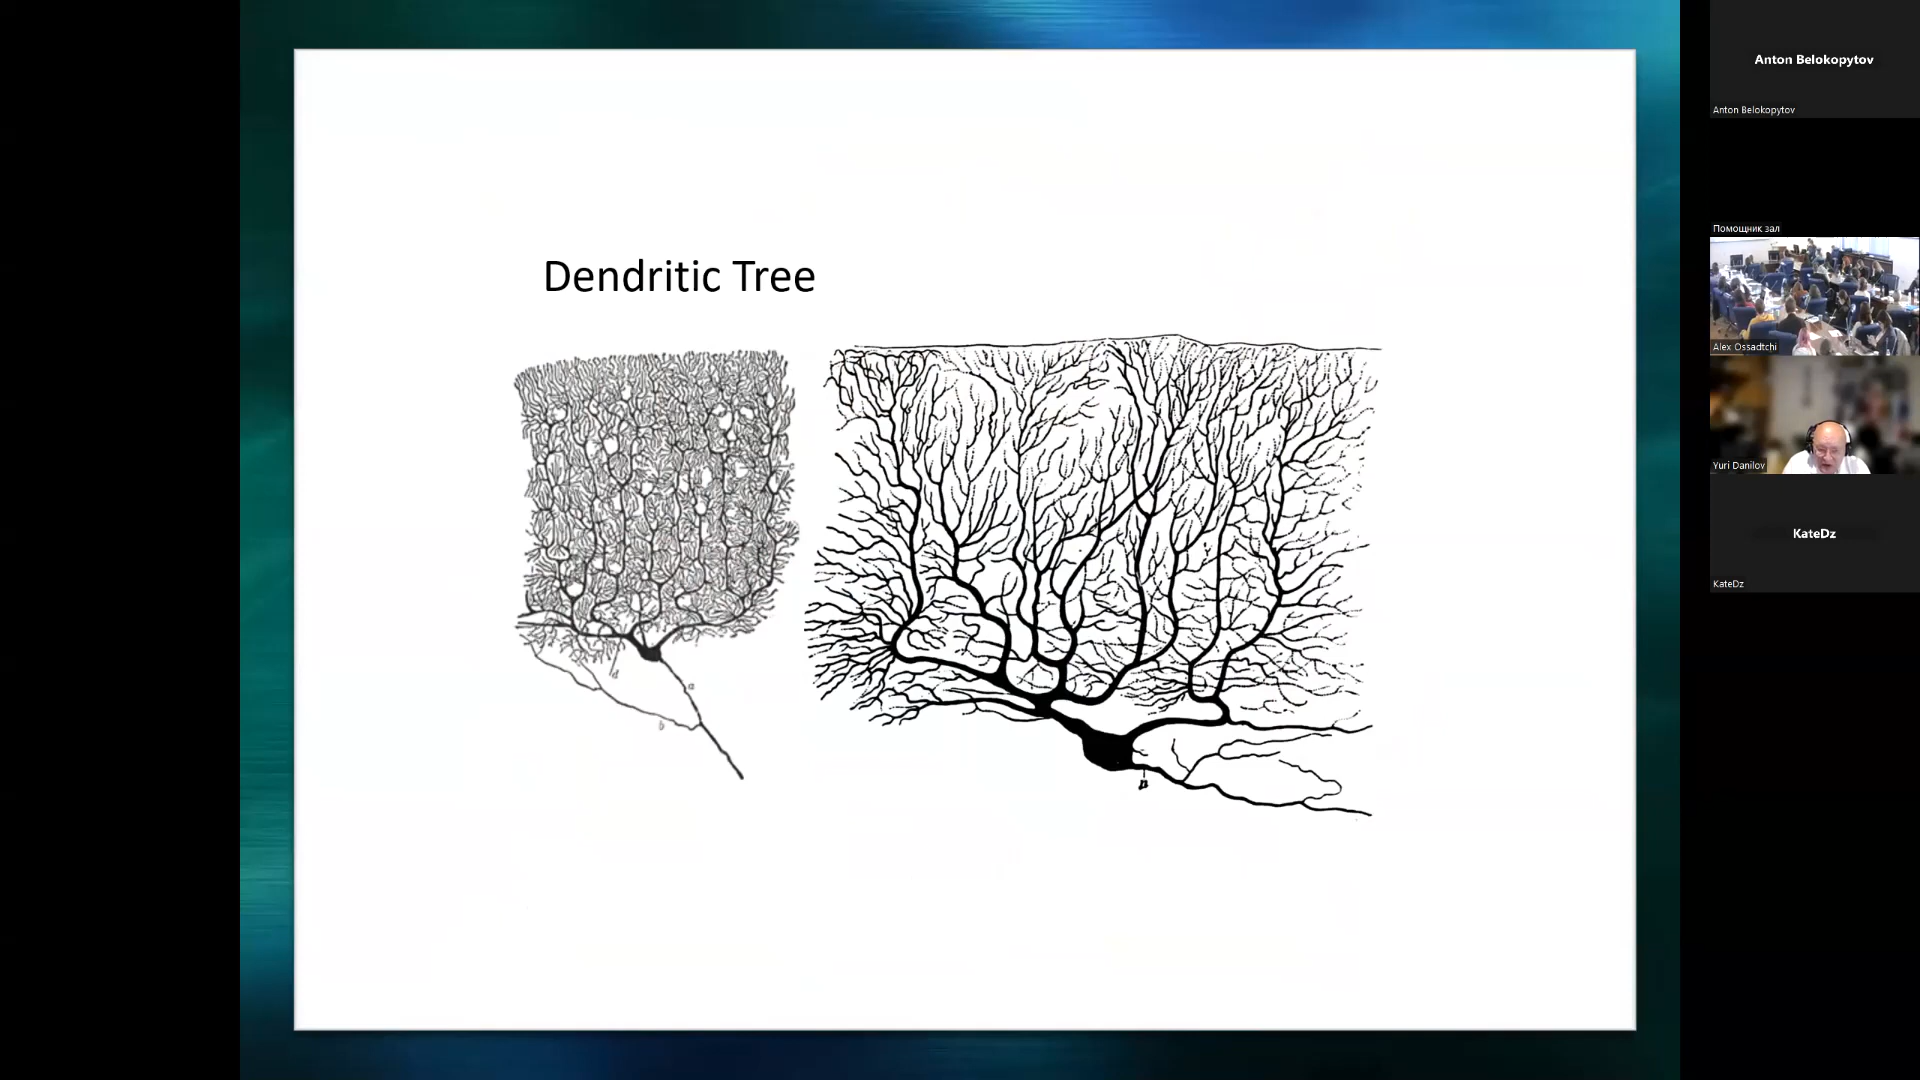 Dendritic Tree
a
b
d
Anton Belokopytov
Anton Belokopytov
Помощник зал
Alex Ossadtchi
Yuri Danilov
KateDz
KateDz